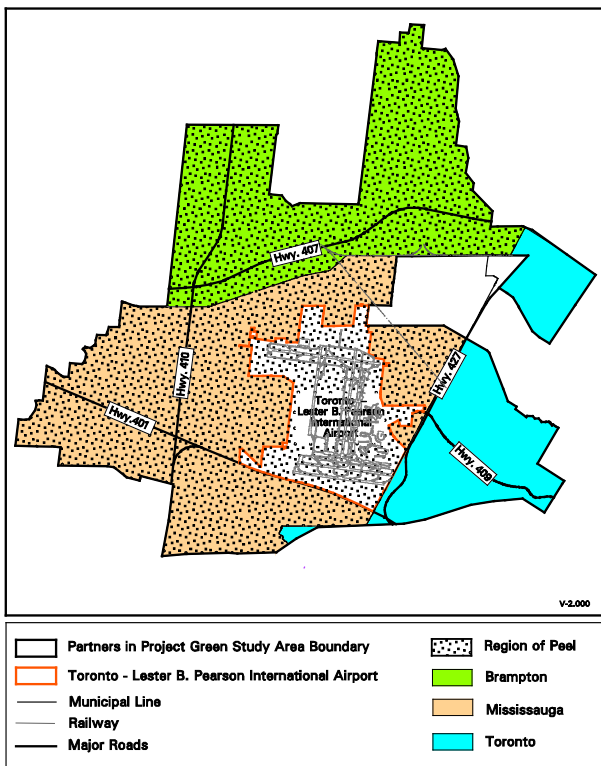 Hwy. 407
Hwy. 410
Hwy. 427
Toronto
Lester B. Pearson
International
Airport
Hwy.401
Hwy. 409
V-2.000
Partners in Project Green Study Area Boundary
Toronto - Lester B. Pearson International Airport
Municipal Line
Railway
Major Roads
Region of Peel
Brampton
Mississauga
Toronto